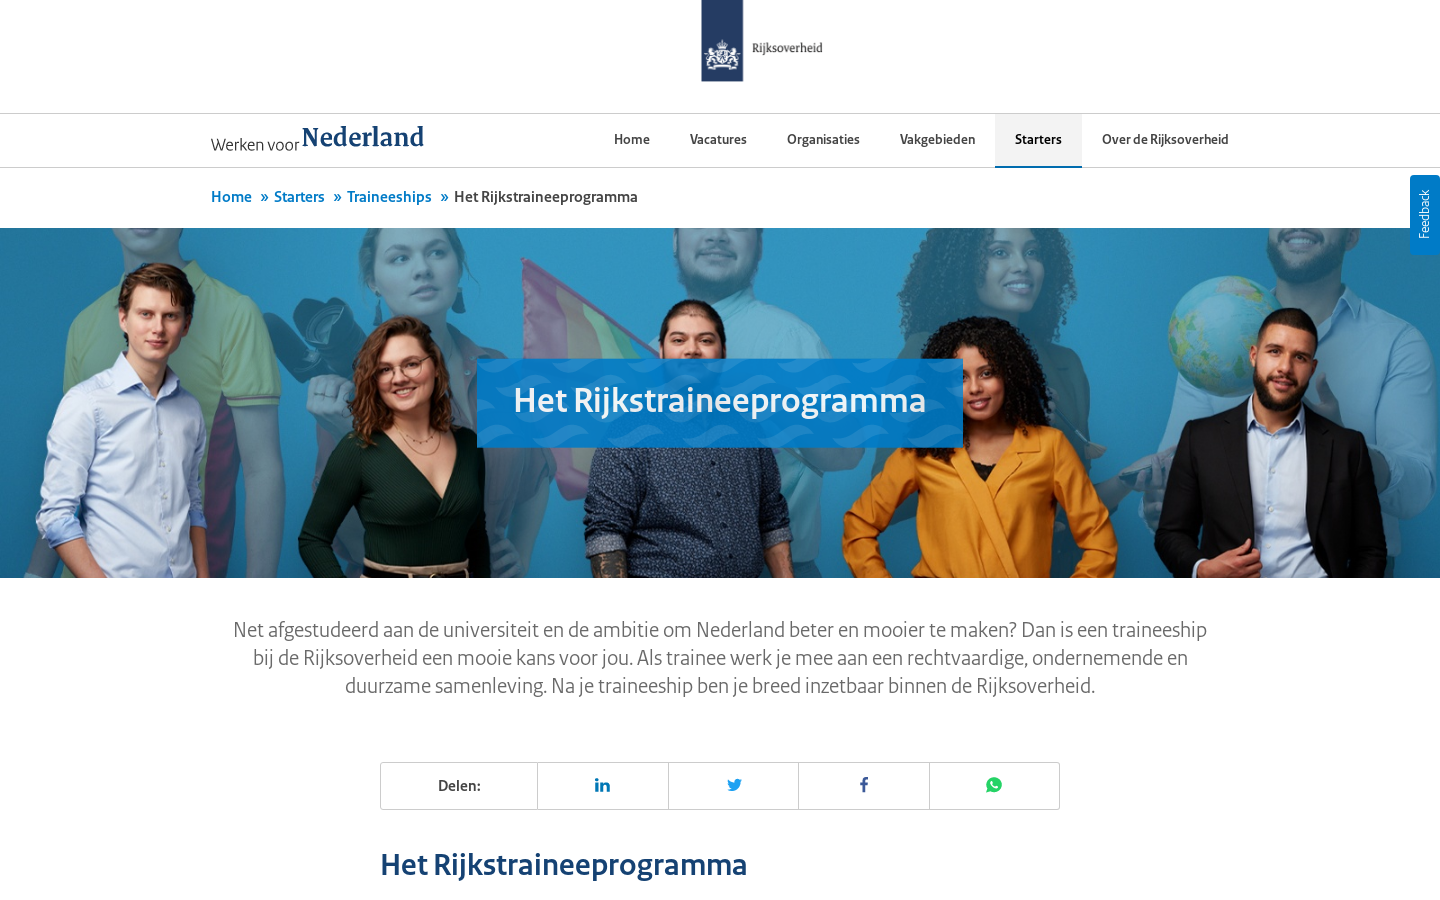 Rijksoverheid
Werken voor Nederland
Home
Vacatures
Organisaties
Vakgebieden
Starters
Over de Rijksoverheid
Home » Starters » Traineeships » Het Rijkstraineeprogramma
Feedback
Het Rijkstraineeprogramma
Net afgestudeerd aan de universiteit en de ambitie om Nederland beter en mooier te maken? Dan is een traineeship
bij de Rijksoverheid een mooie kans voor jou. Als trainee werk je mee aan een rechtvaardige, ondernemende en
duurzame samenleving. Na je traineeship ben je breed inzetbaar binnen de Rijksoverheid.
Delen:
Het Rijkstraineeprogramma